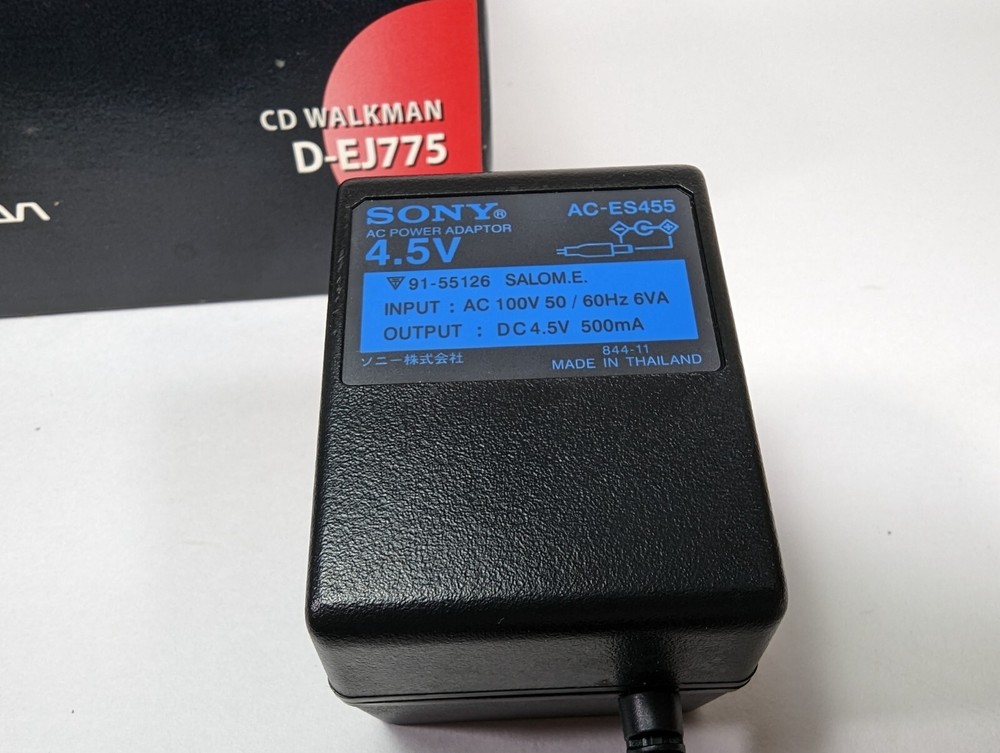 CD WALKMAN
D-EJ775
SONY® AC-ES455
AC POWER ADAPTOR
4.5V
91-55126 SALOM.E.
INPUT : AC 100V 50 / 60Hz 6VA
OUTPUT : DC 4.5V 500mA
ソニー株式会社 844-11
MADE IN THAILAND